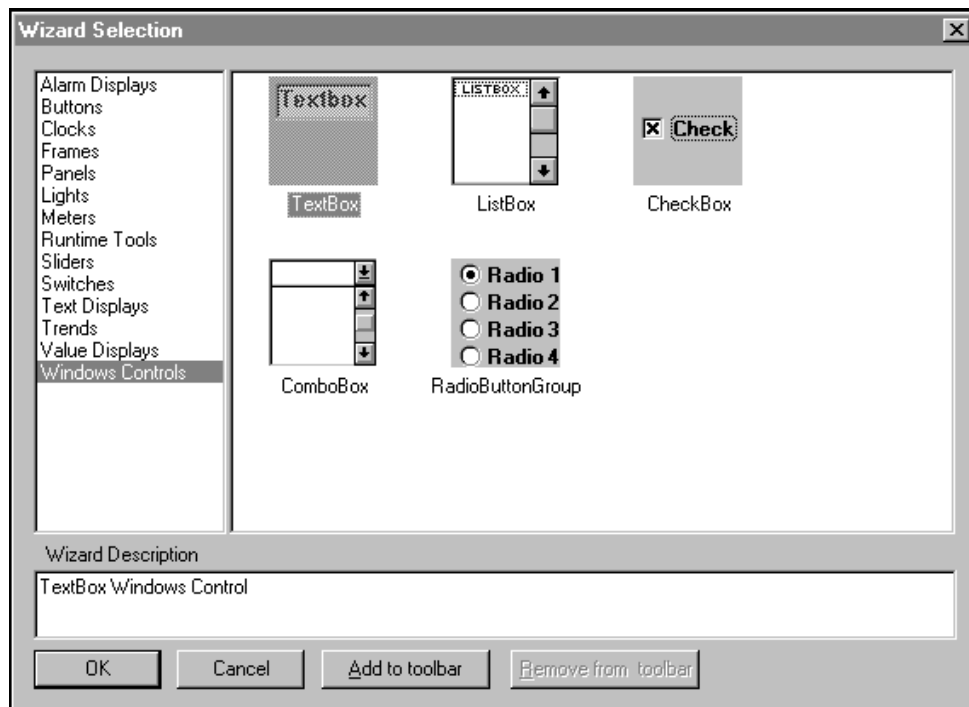 Wizard Selection
Alarm Displays
Buttons
Clocks
Frames
Panels
Lights
Meters
Runtime Tools
Sliders
Switches
Text Displays
Trends
Value Displays
Windows Controls
Textbox
TextBox
LISTBOX
ListBox
Check
CheckBox
ComboBox
Radio 1
Radio 2
Radio 3
Radio 4
RadioButtonGroup
Wizard Description
TextBox Windows Control
OK
Cancel
Add to toolbar
Remove from toolbar